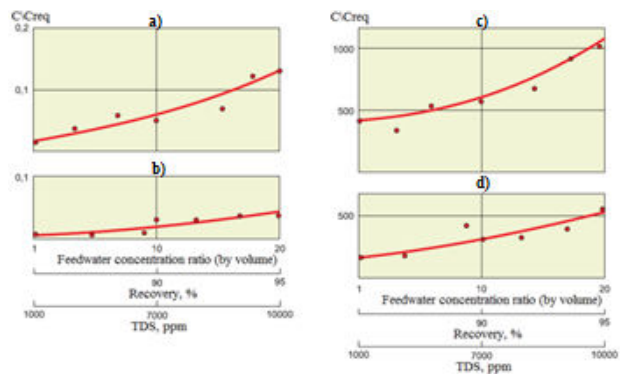 C\Creq
a)
0,2
0,1
b)
0,1
1
10
20
Feedwater concentration ratio (by volume)
90
95
Recovery, %
1000
7000
10000
TDS, ppm
C\Creq
c)
1000
500
d)
500
1
10
20
Feedwater concentration ratio (by volume)
90
95
Recovery, %
1000
7000
10000
TDS, ppm